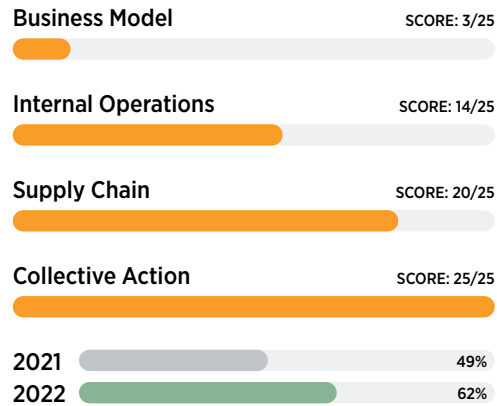 Business Model SCORE: 3/25
Internal Operations SCORE: 14/25
Supply Chain SCORE: 20/25
Collective Action SCORE: 25/25
2021 49%
2022 62%